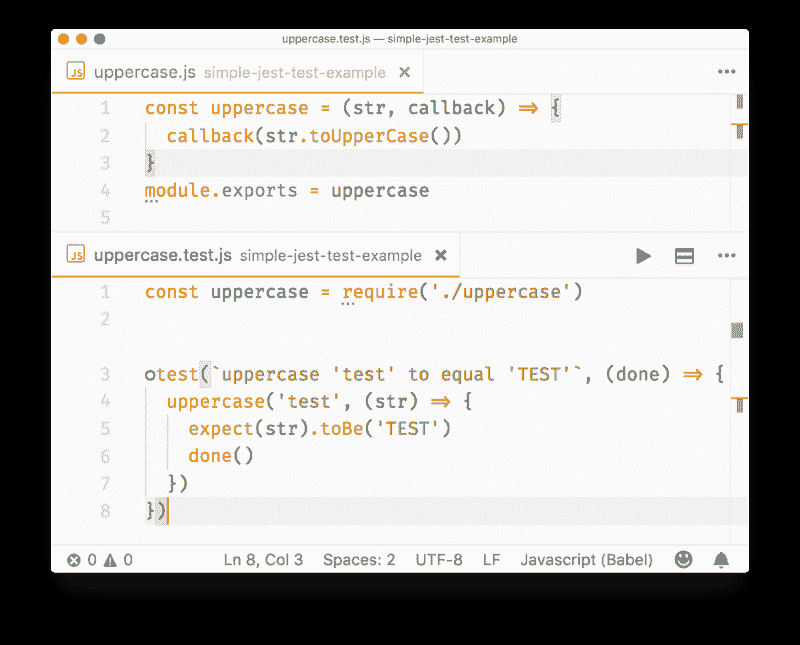 uppercase.test.js — simple-jest-test-example
JS uppercase.js simple-jest-test-example ×
1 const uppercase = (str, callback) => {
2 callback(str.toUpperCase())
3 }
4 module.exports = uppercase
5
JS uppercase.test.js simple-jest-test-example ×
1 const uppercase = require('./uppercase')
2
3 test(`uppercase 'test' to equal 'TEST'`, (done) => {
4 uppercase('test', (str) => {
5 expect(str).toBe('TEST')
6 done()
7 })
8 })
0 0 Ln 8, Col 3 Spaces: 2 UTF-8 LF Javascript (Babel)